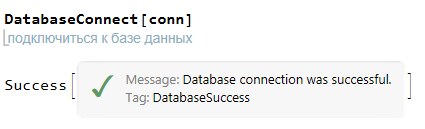 DatabaseConnect[conn]
подключиться к базе данных
Message: Database connection was successful.
Success[ ]
Tag: DatabaseSuccess